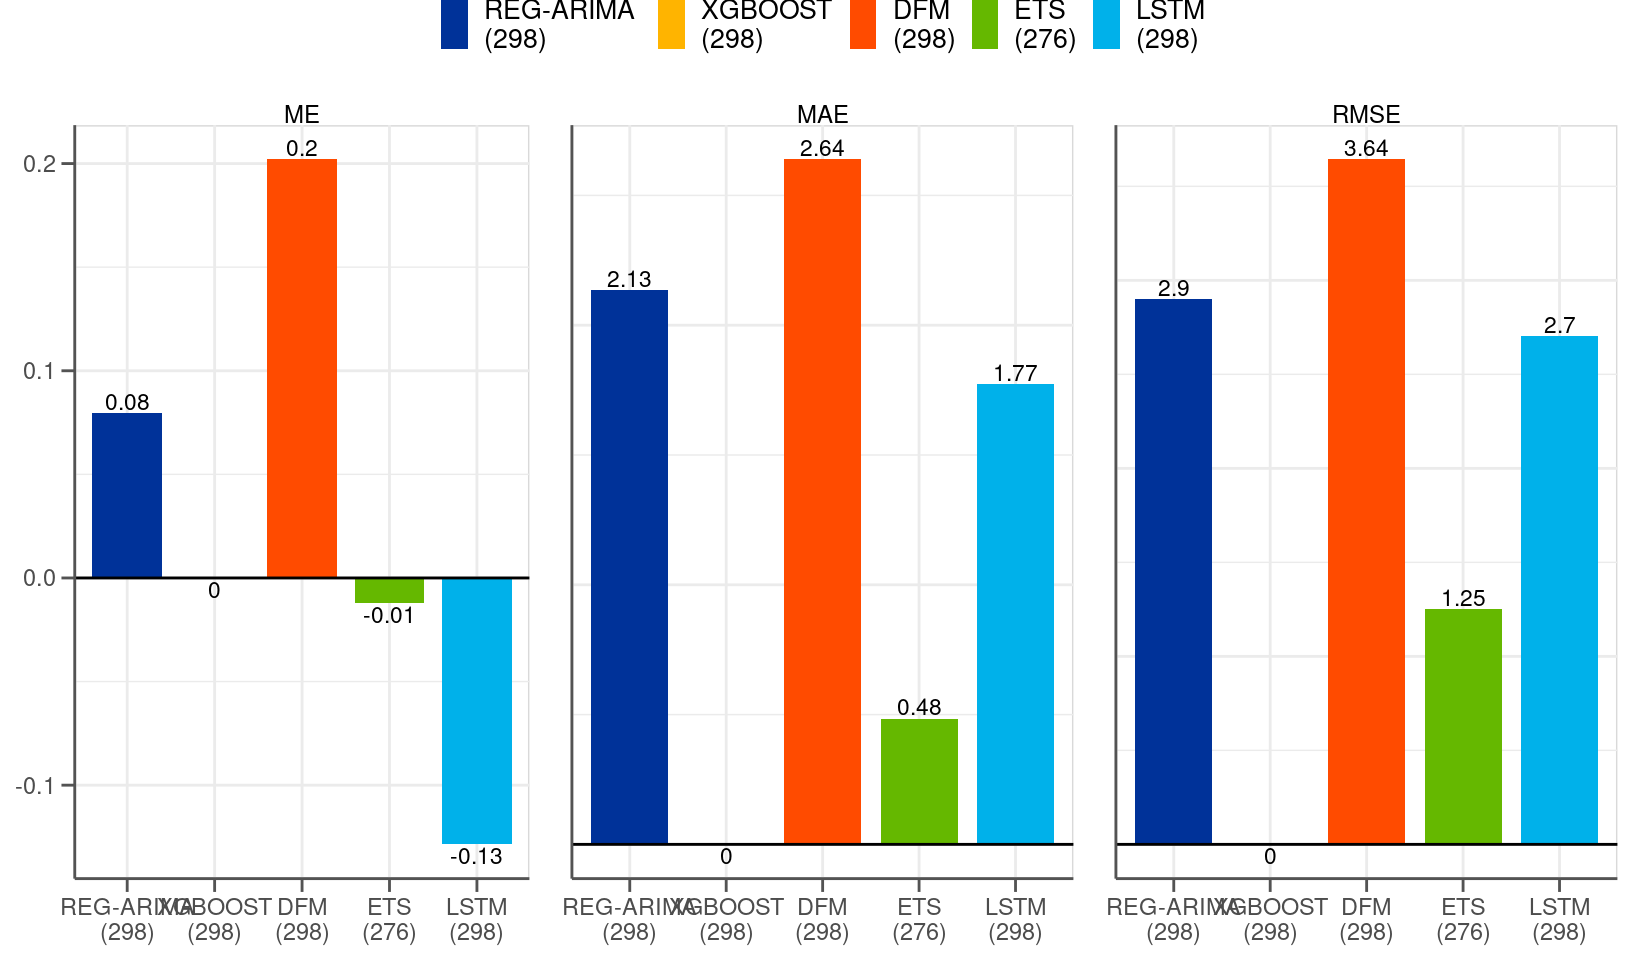 REG-ARIMA XGBOOST DFM ETS LSTM
(298) (298) (298) (276) (298)
ME MAE RMSE
0.2
0.1
0.0
-0.1
0.08
0
0.2
-0.01
-0.13
2.13
0
2.64
0.48
1.77
2.9
0
3.64
1.25
2.7
REG-ARIMA XGBOOST DFM ETS LSTM
(298) (298) (298) (276) (298)
REG-ARIMA XGBOOST DFM ETS LSTM
(298) (298) (298) (276) (298)
REG-ARIMA XGBOOST DFM ETS LSTM
(298) (298) (298) (276) (298)